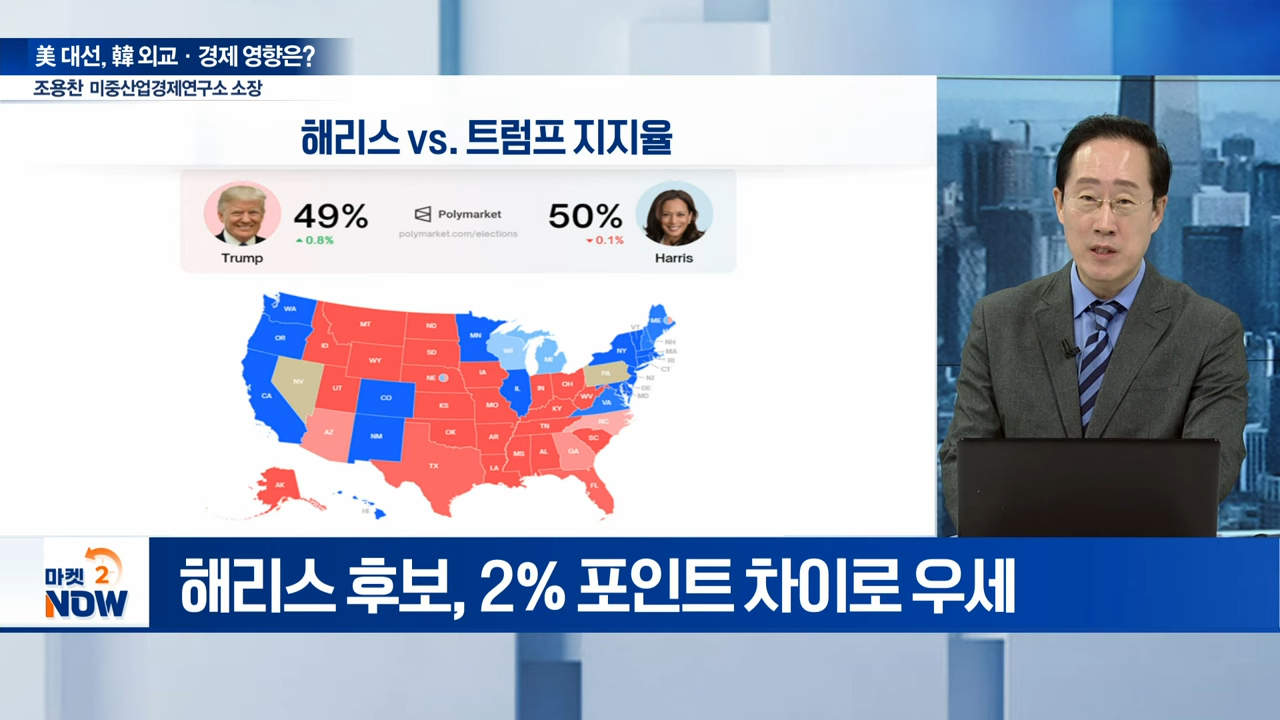 美 대선, 韓 외교 · 경제 영향은?
조용찬 미중산업경제연구소 소장
해리스 vs. 트럼프 지지율
49%
▲0.8%
Trump
Polymarket
polymarket.com/elections
50%
▼0.1%
Harris
WA
MT
ND
MN
ME
VT
NH
OR
ID
SD
WI
MI
NY
MA
RI
CT
WY
IA
PA
NJ
NV
UT
NE
IL
IN
OH
DE
MD
CA
CO
KS
MO
WV
VA
KY
AZ
NM
OK
AR
TN
NC
SC
TX
LA
MS
AL
GA
FL
AK
HI
마켓 2
NOW
해리스 후보, 2% 포인트 차이로 우세